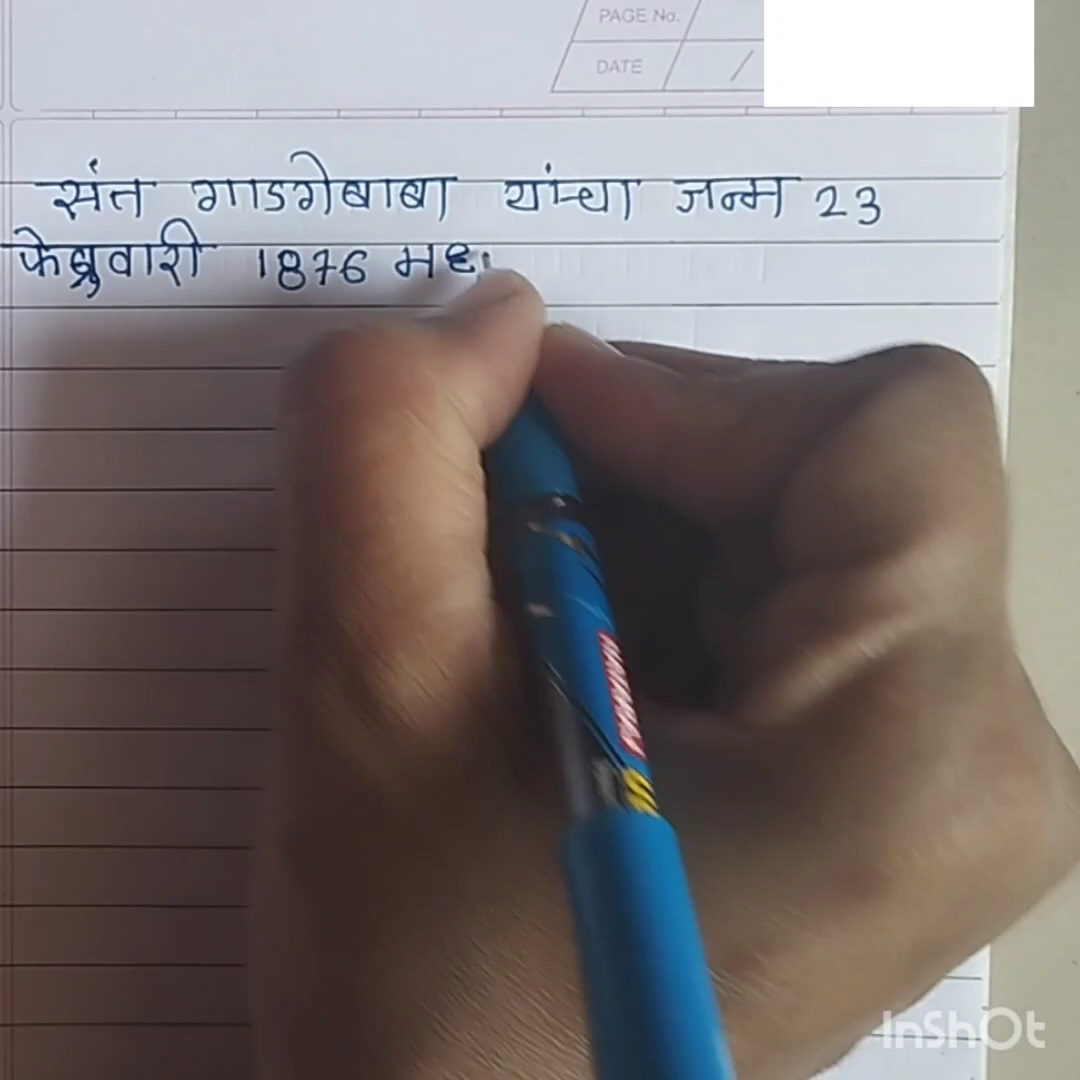 PAGE No.
DATE /
संत गाडगेबाबा यांचा जन्म 23
फेब्रुवारी 1876 मध
InShOt